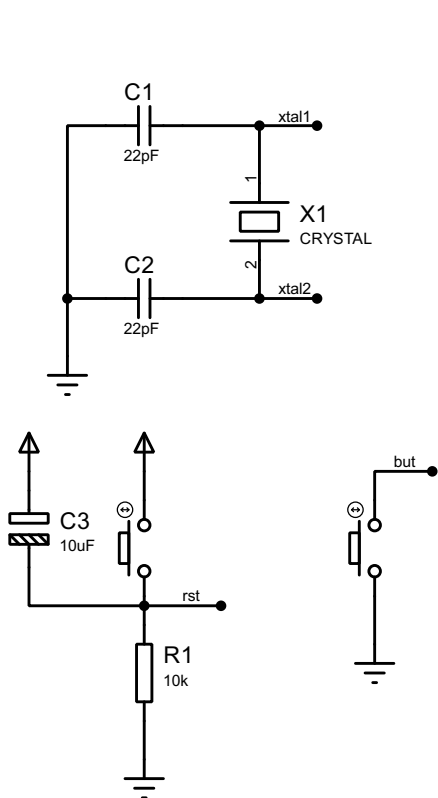 C1
xtal1
22pF
1
X1
CRYSTAL
C2
2
xtal2
22pF
but
C3
10uF
rst
R1
10k